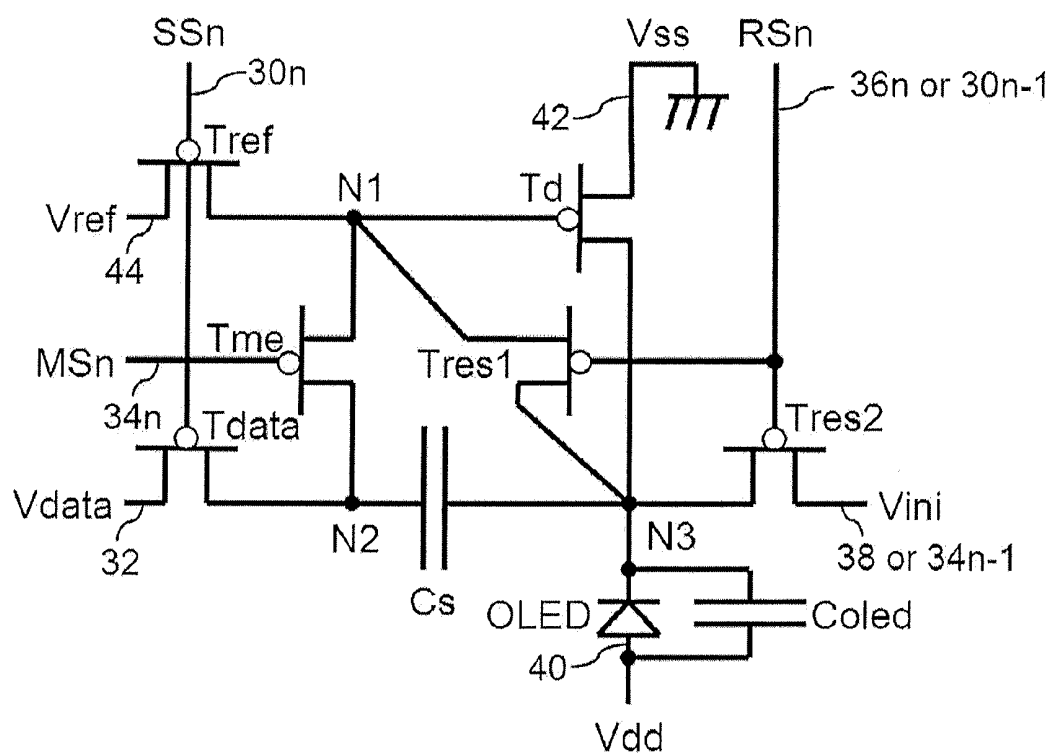 SSn
Vss
RSn
30n
42
36n or 30n-1
Tref
N1
Td
Vref
44
Tme
MSn
Tres1
34n
Tdata
Tres2
Vdata
N2
N3
Vini
32
38 or 34n-1
Cs
OLED
Coled
40
Vdd